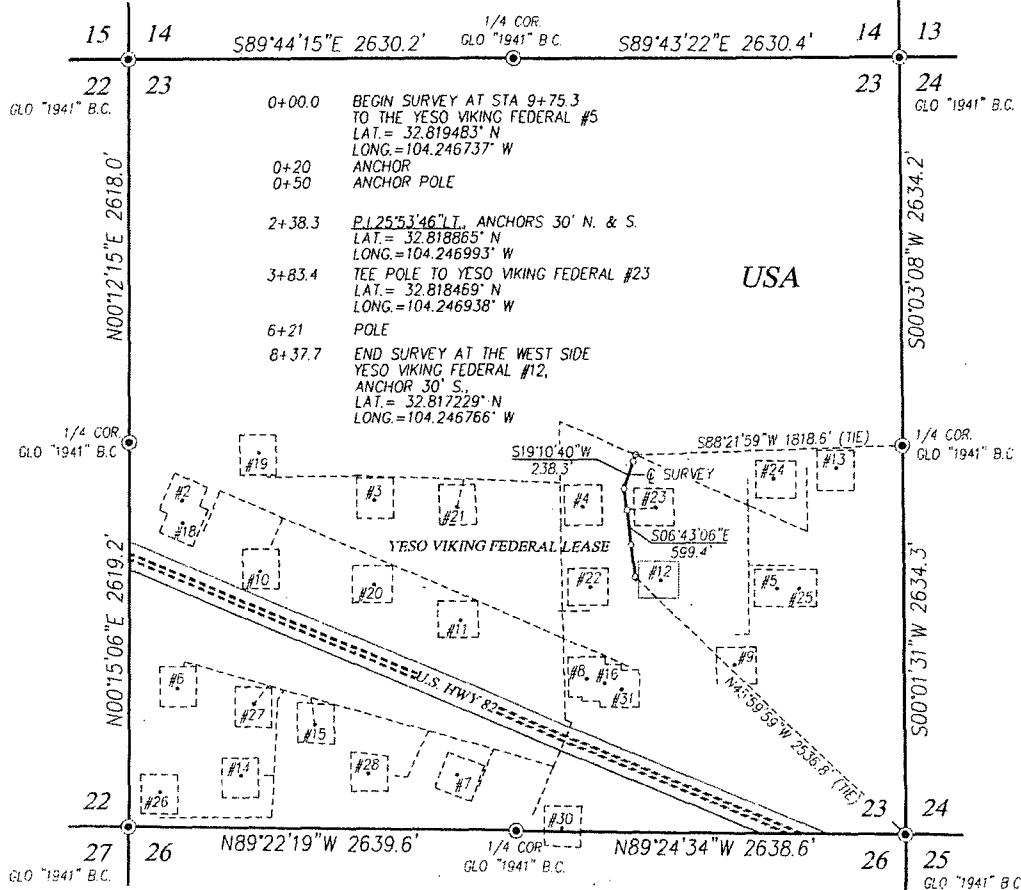 15 14
S89°44'15"E 2630.2'
1/4 COR.
GLO "1941" B.C.
S89°43'22"E 2630.4'
14 13
22 23
GLO "1941" B.C.
23 24
GLO "1941" B.C.
0+00.0 BEGIN SURVEY AT STA 9+75.3
TO THE YESO VIKING FEDERAL #5
LAT.= 32.819483° N
LONG.=104.246737° W
0+20 ANCHOR
0+50 ANCHOR POLE
2+38.3 P.I.25°53'46"LT., ANCHORS 30' N. & S.
LAT.= 32.818865° N
LONG.=104.246993° W
3+83.4 TEE POLE TO YESO VIKING FEDERAL #23
LAT.= 32.818469° N
LONG.=104.246938° W
6+21 POLE
8+37.7 END SURVEY AT THE WEST SIDE
YESO VIKING FEDERAL #12,
ANCHOR 30' S.,
LAT.= 32.817229° N
LONG.=104.246766° W
USA
N00°12'15"E 2618.0'
S00°03'08"W 2634.2'
1/4 COR
GLO "1941" B.C
S88°21'59"W 1818.6' (TIE)
1/4 COR.
GLO "1941" B.C.
S19°10'40"W
238.3'
℄ SURVEY
#19
#24
#13
#2
#3
#21
#4
#23
#18
YESO VIKING FEDERAL LEASE
S06°43'06"E
599.4'
#10
#20
#22
#12
#5
#25
#11
N00°15'06"E 2619.2'
S00°01'31"W 2634.3'
#9
#6
U.S. HWY 82
#8
#16
#31
N45°59'59"W 2536.8' (TIE)
#27
#15
#14
#28
#7
#26
#30
22
23 24
27 26
GLO "1941" B.C.
N89°22'19"W 2639.6'
1/4 COR
GLO "1941" B.C.
N89°24'34"W 2638.6'
26 25
GLO "1941" B.C